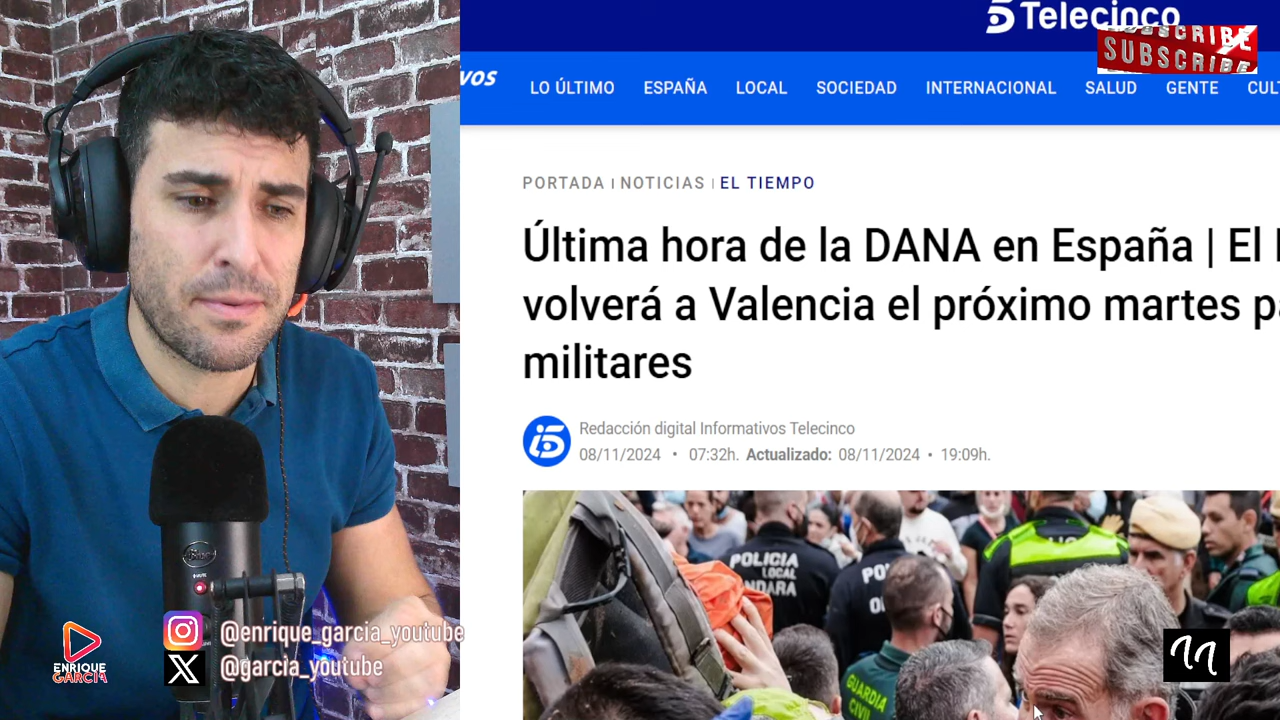 Telecinco
SUBSCRIBE
SUBSCRIBE
LO ÚLTIMO ESPAÑA LOCAL SOCIEDAD INTERNACIONAL SALUD GENTE
PORTADA | NOTICIAS | EL TIEMPO
Última hora de la DANA en España | El
volverá a Valencia el próximo martes
militares
Redacción digital Informativos Telecinco
08/11/2024 • 07:32h. Actualizado: 08/11/2024 • 19:09h.
POLICIA
LOCAL
GUARDIA
CIVIL
@enrique_garcia_youtube
@garcia_youtube
ENRIQUE
GARCIA